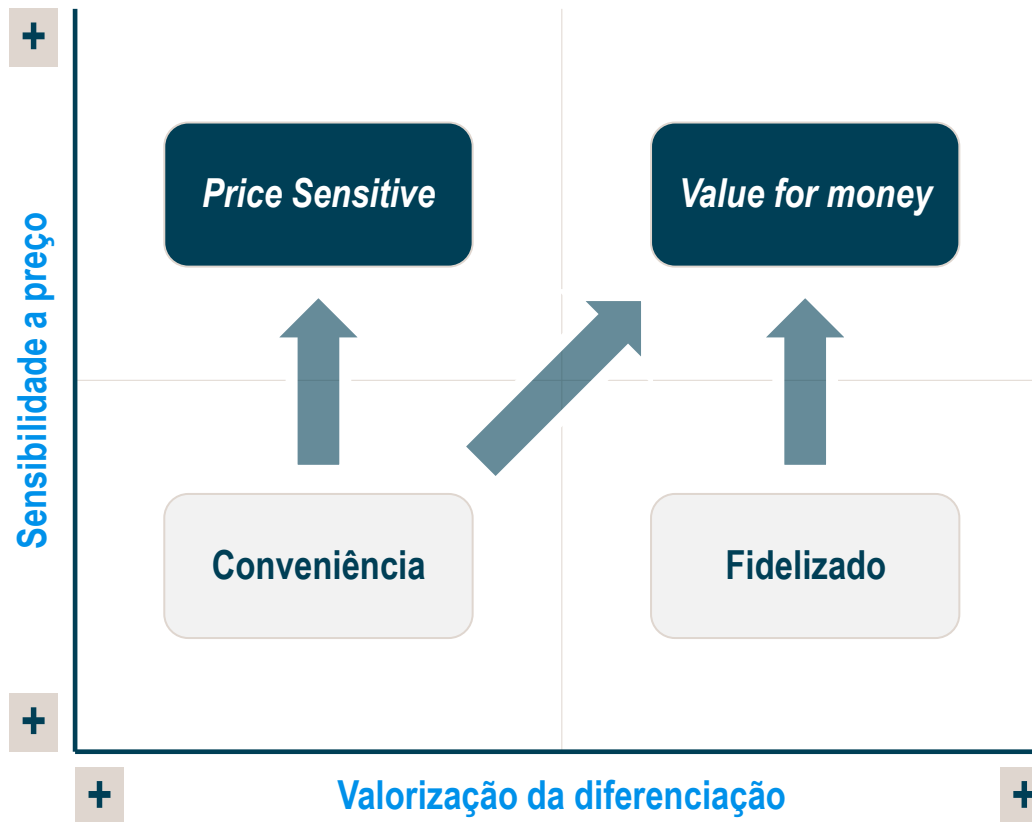 +
Price Sensitive
Value for money
Sensibilidade a preço
Conveniência
Fidelizado
+
+
Valorização da diferenciação
+